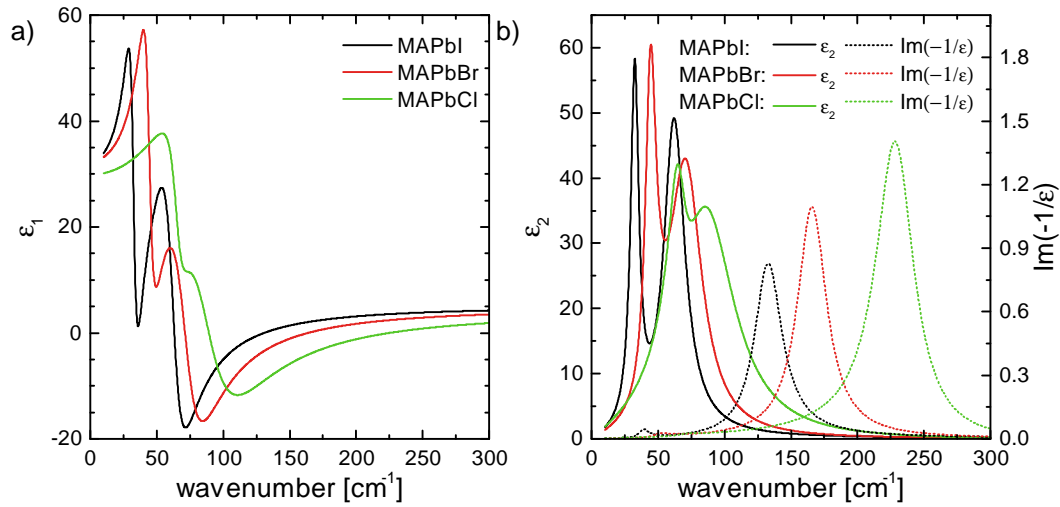 a)
MAPbI
MAPbBr
MAPbCl
60
40
20
0
-20
ε₁
0 50 100 150 200 250 300
wavenumber [cm⁻¹]
b)
MAPbI: ε₂ Im(−1/ε)
MAPbBr: ε₂ Im(−1/ε)
MAPbCl: ε₂ Im(−1/ε)
60
50
40
30
20
10
0
ε₂
1.8
1.5
1.2
0.9
0.6
0.3
0.0
Im(-1/ε)
0 50 100 150 200 250 300
wavenumber [cm⁻¹]